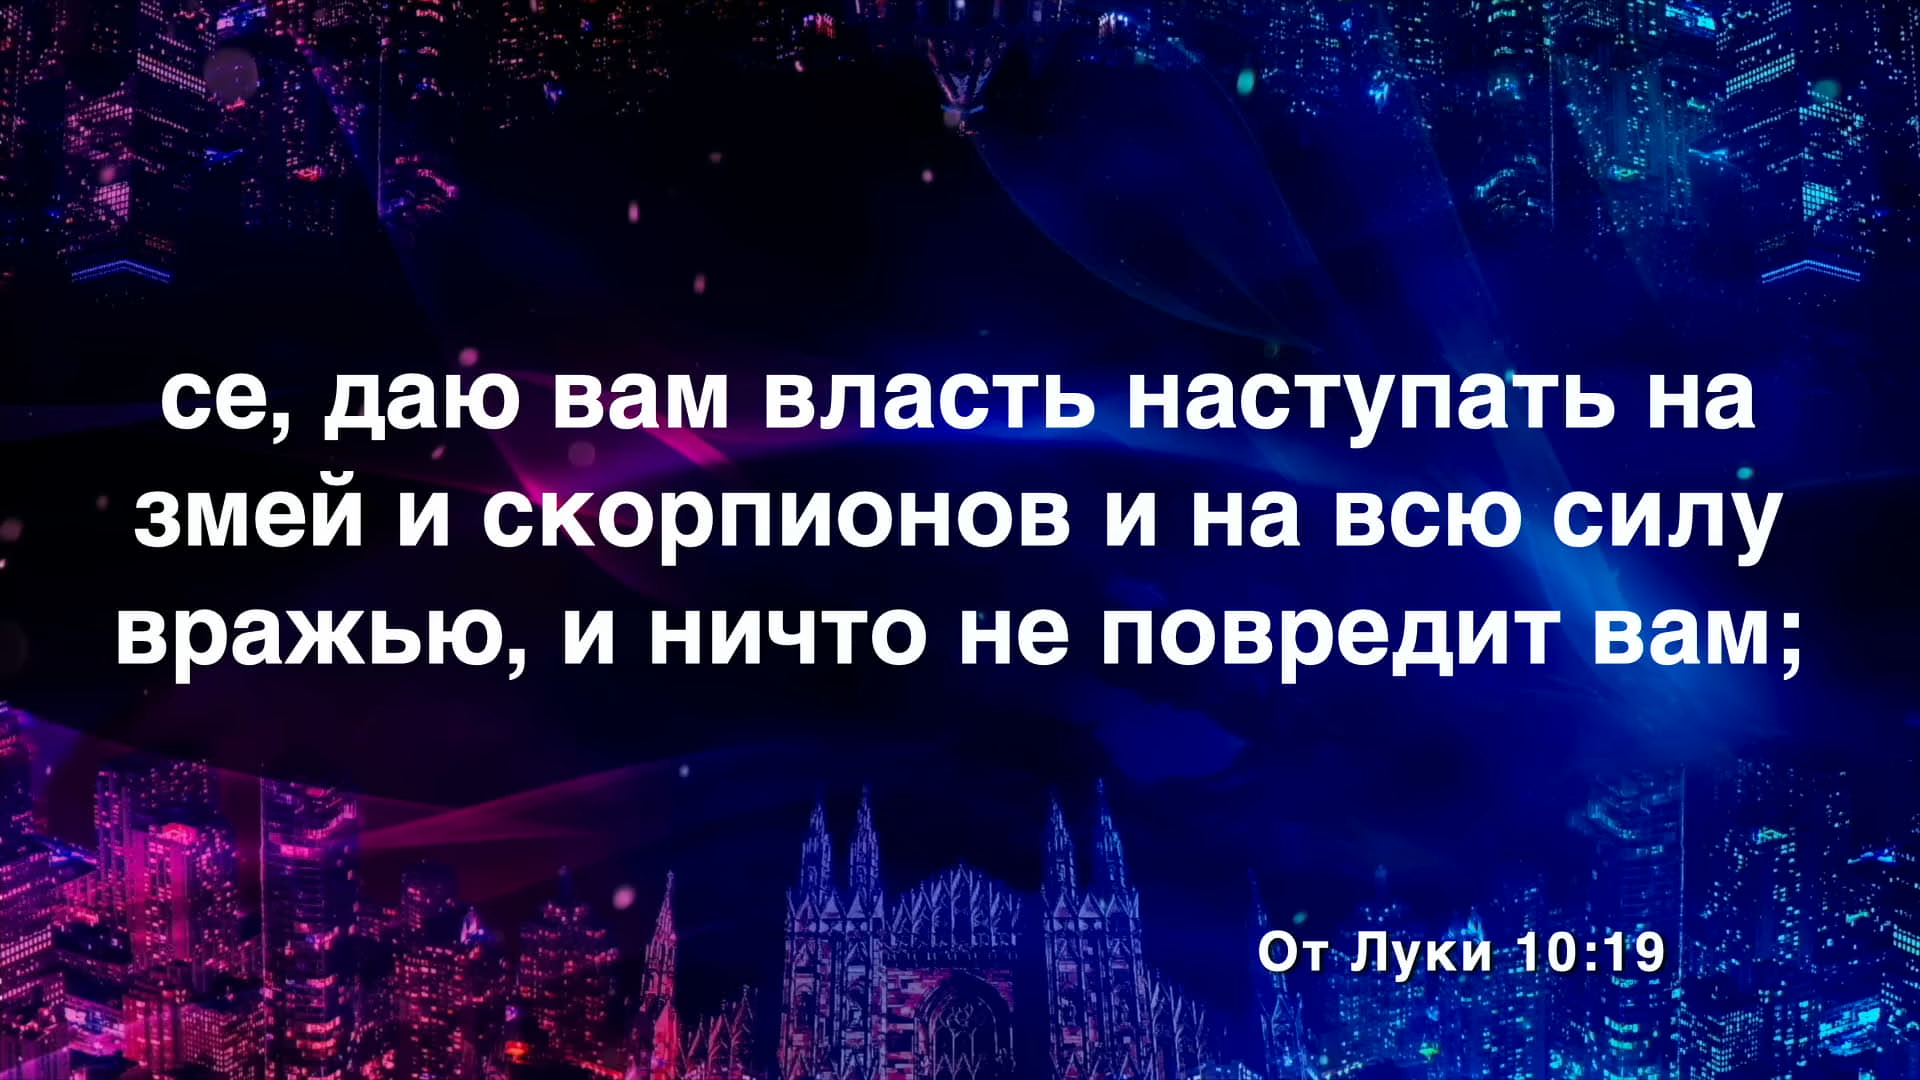 се, даю вам власть наступать на
змей и скорпионов и на всю силу
вражью, и ничто не повредит вам;
От Луки 10:19